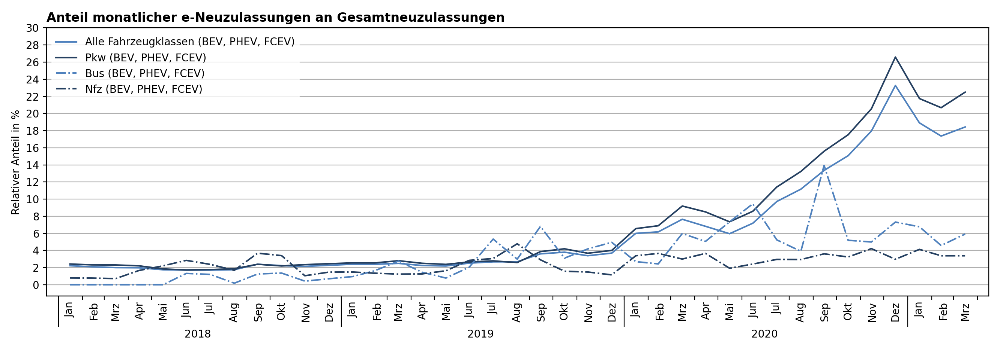 Anteil monatlicher e-Neuzulassungen an Gesamtneuzulassungen
Relativer Anteil in %
30
28
26
24
22
20
18
16
14
12
10
8
6
4
2
0
Alle Fahrzeugklassen (BEV, PHEV, FCEV)
Pkw (BEV, PHEV, FCEV)
Bus (BEV, PHEV, FCEV)
Nfz (BEV, PHEV, FCEV)
Jan Feb Mrz Apr Mai Jun Jul Aug Sep Okt Nov Dez Jan Feb Mrz Apr Mai Jun Jul Aug Sep Okt Nov Dez Jan Feb Mrz Apr Mai Jun Jul Aug Sep Okt Nov Dez Jan Feb Mrz
2018 2019 2020